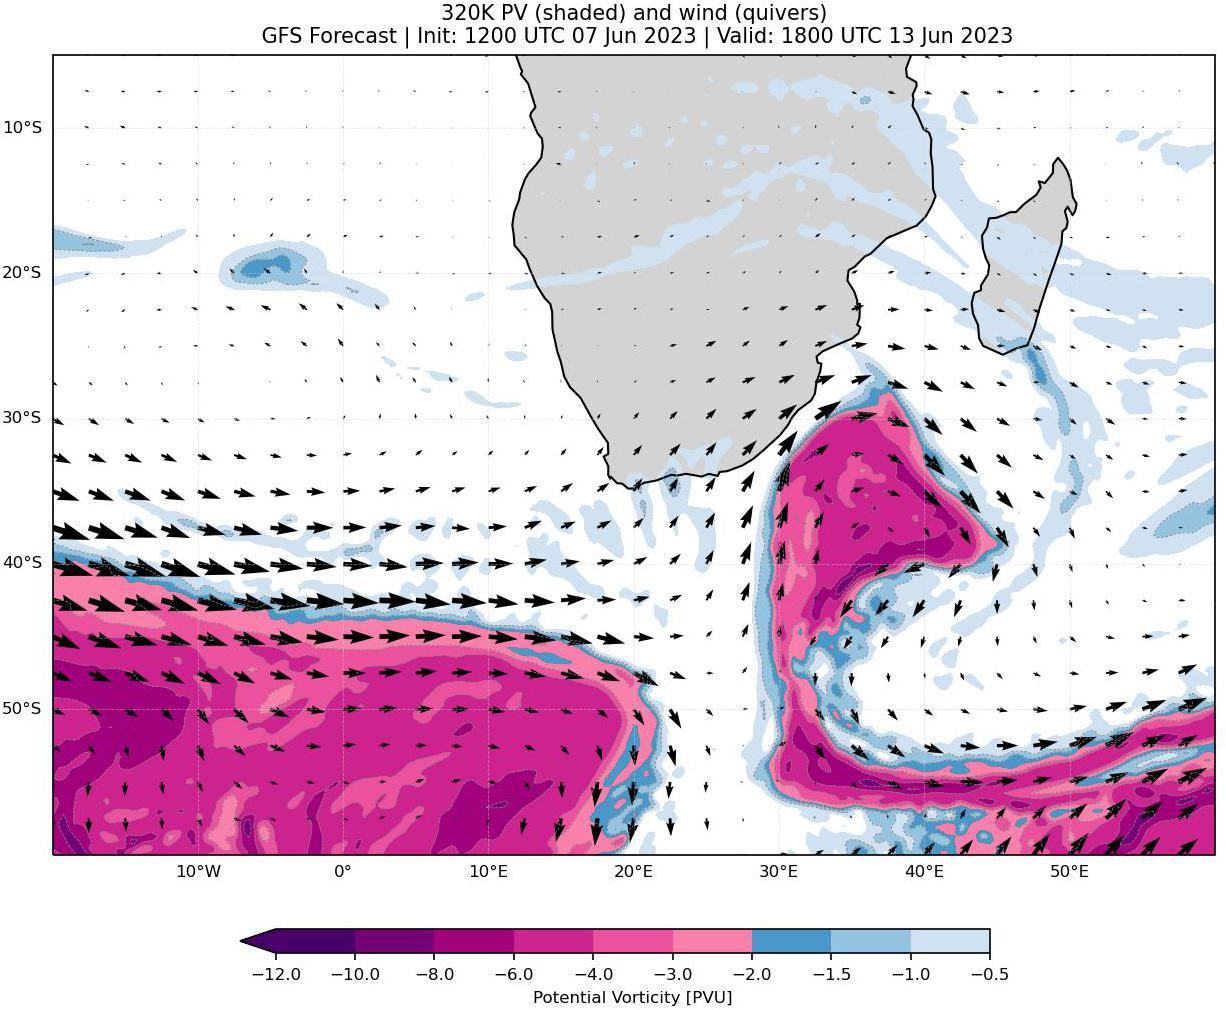 320K PV (shaded) and wind (quivers)
GFS Forecast | Init: 1200 UTC 07 Jun 2023 | Valid: 1800 UTC 13 Jun 2023
10°S
20°S
30°S
40°S
50°S
10°W 0° 10°E 20°E 30°E 40°E 50°E
−12.0 −10.0 −8.0 −6.0 −4.0 −3.0 −2.0 −1.5 −1.0 −0.5
Potential Vorticity [PVU]